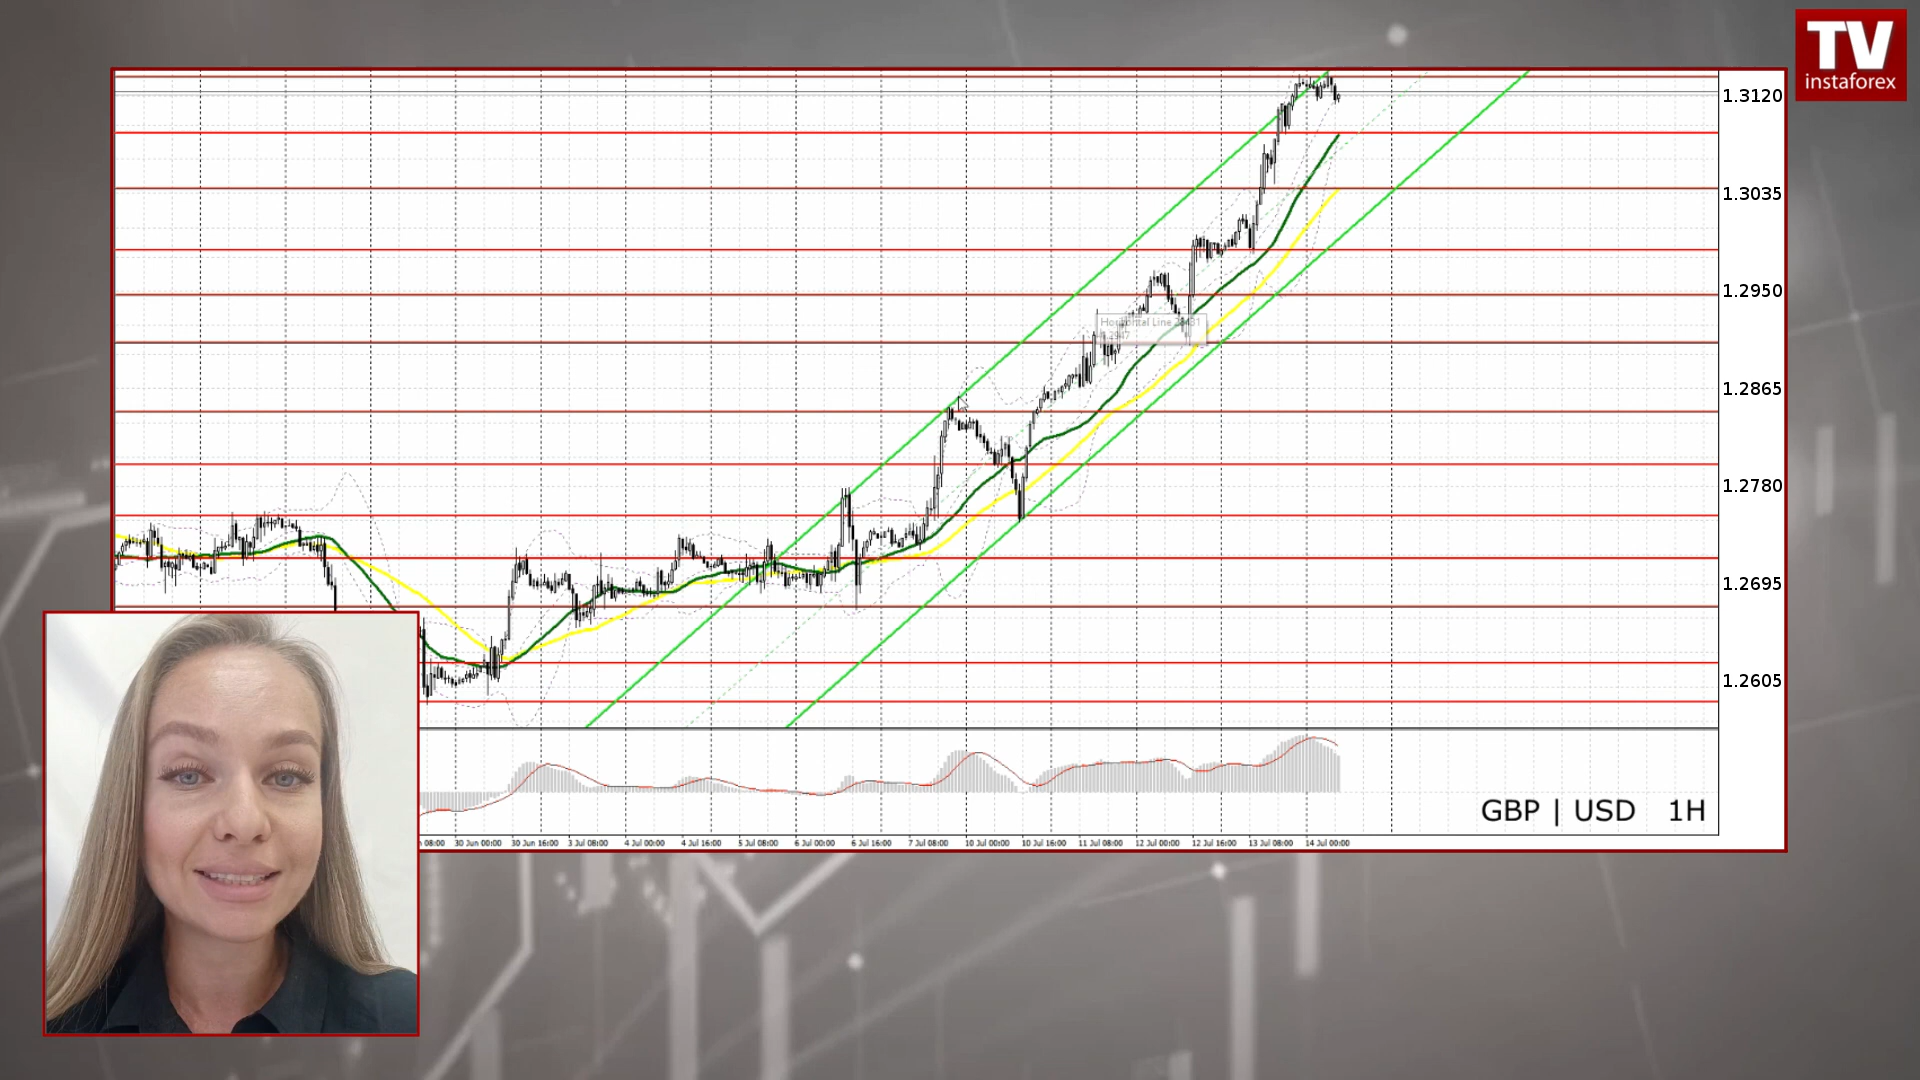 TV
instaforex
1.3120
1.3035
1.2950
Horizontal Line
1.2865
1.2780
1.2695
1.2605
GBP | USD 1H
08:00 30 Jun 00:00 30 Jun 16:00 3 Jul 08:00 4 Jul 00:00 4 Jul 16:00 5 Jul 08:00 6 Jul 00:00 6 Jul 16:00 7 Jul 08:00 10 Jul 00:00 10 Jul 16:00 11 Jul 08:00 12 Jul 00:00 12 Jul 16:00 13 Jul 08:00 14 Jul 00:00